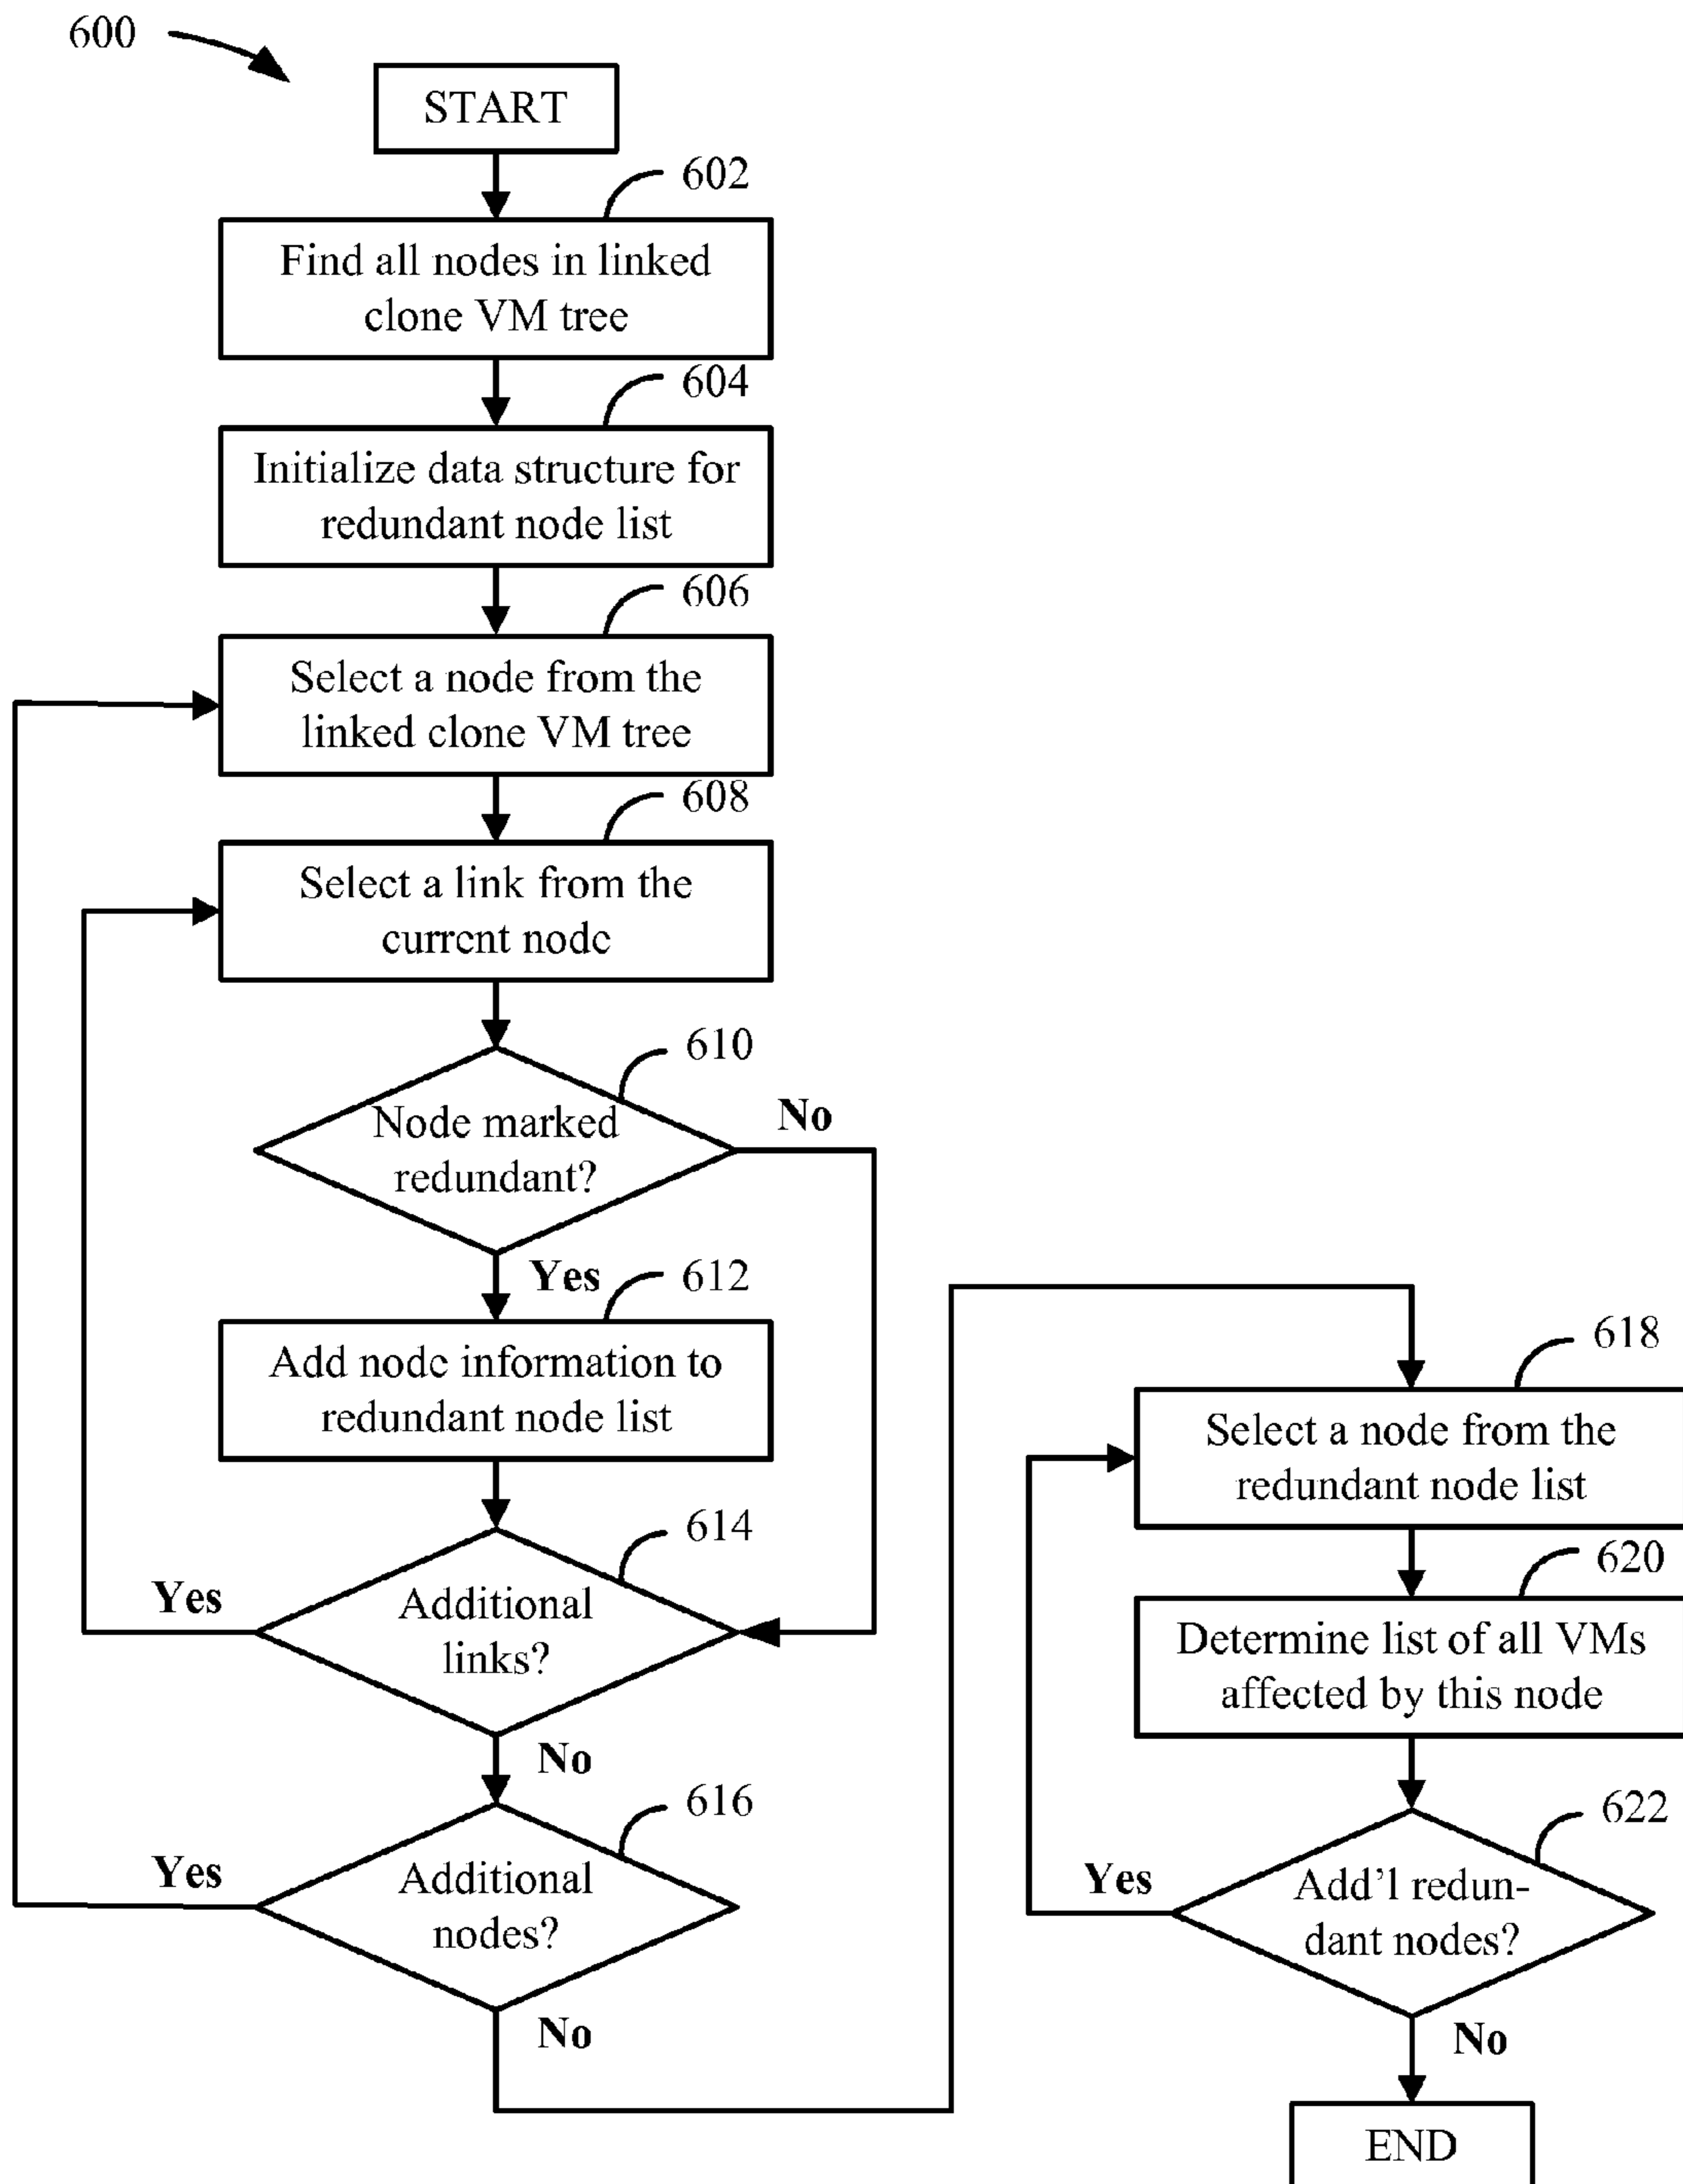 600
START
602
Find all nodes in linked
clone VM tree
604
Initialize data structure for
redundant node list
606
Select a node from the
linked clone VM tree
608
Select a link from the
current node
610
Node marked
redundant?
No
Yes
612
Add node information to
redundant node list
614
Additional
links?
Yes
No
616
Additional
nodes?
Yes
No
618
Select a node from the
redundant node list
620
Determine list of all VMs
affected by this node
622
Add'l redun-
dant nodes?
Yes
No
END